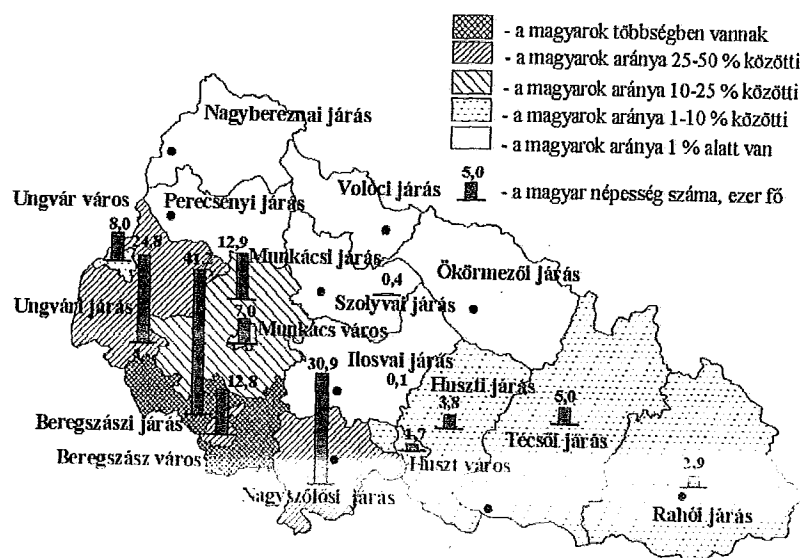 - a magyarok többségben vannak
- a magyarok aránya 25-50 % közötti
- a magyarok aránya 10-25 % közötti
- a magyarok aránya 1-10 % közötti
- a magyarok aránya 1 % alatt van
5,0
- a magyar népesség száma, ezer fő
Nagybereznai járás
Volóci járás
Ungvár város
8,0
Perecsényi járás
24,8
41,2
12,9
Munkácsi járás
Ökörmezői járás
0,4
Szolyvai járás
Ungvári járás
7,0
Munkács város
Ilosvai járás
30,9
0,1
Huszti járás
3,8
5,0
12,8
Beregszászi járás
Técsői járás
1,7
Beregszász város
Huszt város
2,9
Nagyszőlősi járás
Rahói járás